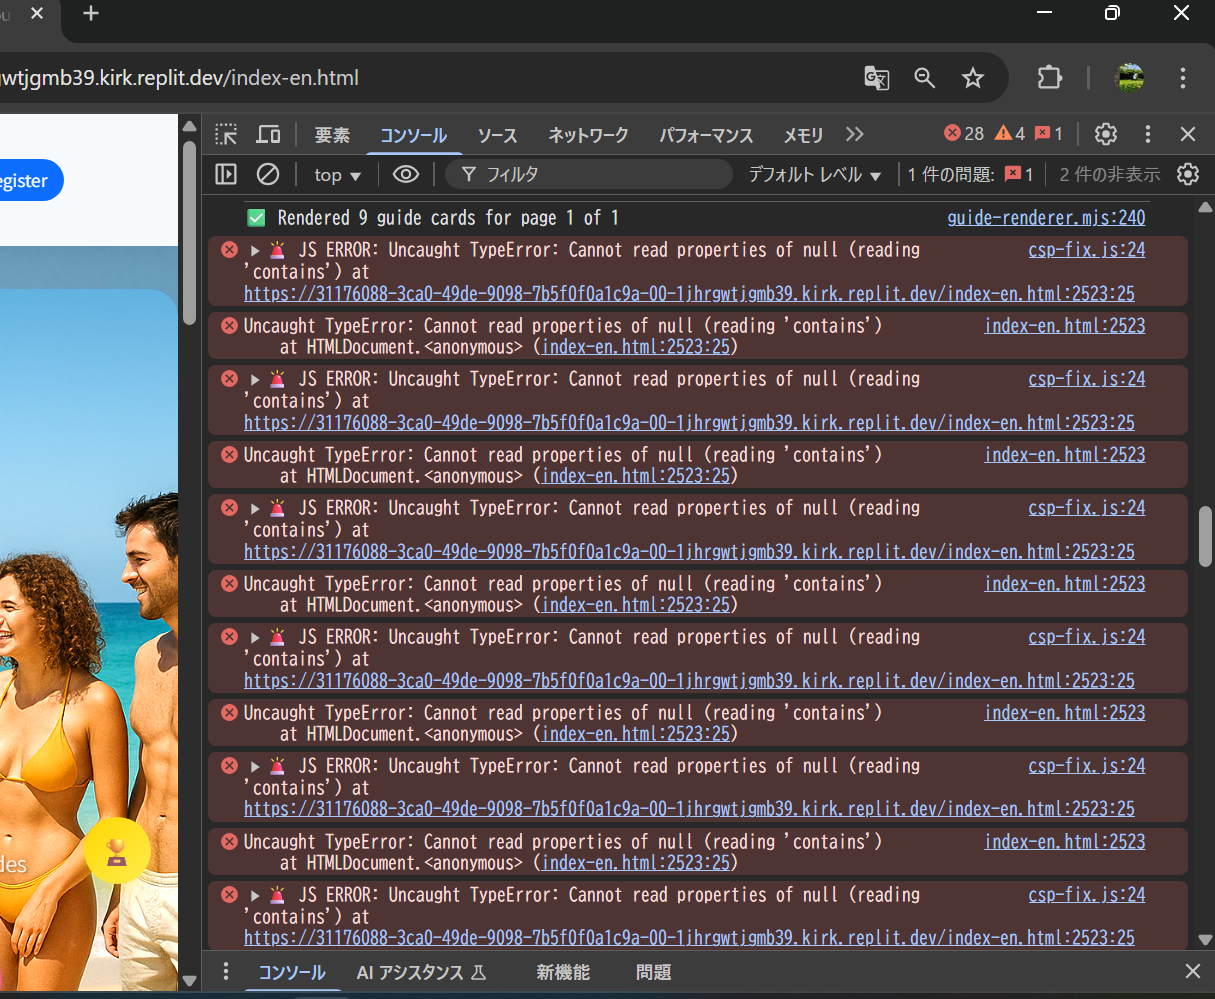 wtjgmb39.kirk.replit.dev/index-en.html
要素 コンソール ソース ネットワーク パフォーマンス メモリ 28 4 1
top フィルタ デフォルト レベル 1 件の問題: 1 2 件の非表示
egister
Rendered 9 guide cards for page 1 of 1 guide-renderer.mjs:240
JS ERROR: Uncaught TypeError: Cannot read properties of null (reading csp-fix.js:24
'contains') at
https://31176088-3ca0-49de-9098-7b5f0f0a1c9a-00-1jhrgwtjgmb39.kirk.replit.dev/index-en.html:2523:25
Uncaught TypeError: Cannot read properties of null (reading 'contains') index-en.html:2523
at HTMLDocument.<anonymous> (index-en.html:2523:25)
JS ERROR: Uncaught TypeError: Cannot read properties of null (reading csp-fix.js:24
'contains') at
https://31176088-3ca0-49de-9098-7b5f0f0a1c9a-00-1jhrgwtjgmb39.kirk.replit.dev/index-en.html:2523:25
Uncaught TypeError: Cannot read properties of null (reading 'contains') index-en.html:2523
at HTMLDocument.<anonymous> (index-en.html:2523:25)
JS ERROR: Uncaught TypeError: Cannot read properties of null (reading csp-fix.js:24
'contains') at
https://31176088-3ca0-49de-9098-7b5f0f0a1c9a-00-1jhrgwtjgmb39.kirk.replit.dev/index-en.html:2523:25
Uncaught TypeError: Cannot read properties of null (reading 'contains') index-en.html:2523
at HTMLDocument.<anonymous> (index-en.html:2523:25)
JS ERROR: Uncaught TypeError: Cannot read properties of null (reading csp-fix.js:24
'contains') at
https://31176088-3ca0-49de-9098-7b5f0f0a1c9a-00-1jhrgwtjgmb39.kirk.replit.dev/index-en.html:2523:25
Uncaught TypeError: Cannot read properties of null (reading 'contains') index-en.html:2523
at HTMLDocument.<anonymous> (index-en.html:2523:25)
JS ERROR: Uncaught TypeError: Cannot read properties of null (reading csp-fix.js:24
'contains') at
https://31176088-3ca0-49de-9098-7b5f0f0a1c9a-00-1jhrgwtjgmb39.kirk.replit.dev/index-en.html:2523:25
Uncaught TypeError: Cannot read properties of null (reading 'contains') index-en.html:2523
at HTMLDocument.<anonymous> (index-en.html:2523:25)
des
JS ERROR: Uncaught TypeError: Cannot read properties of null (reading csp-fix.js:24
'contains') at
https://31176088-3ca0-49de-9098-7b5f0f0a1c9a-00-1jhrgwtjgmb39.kirk.replit.dev/index-en.html:2523:25
コンソール AI アシスタンス 新機能 問題